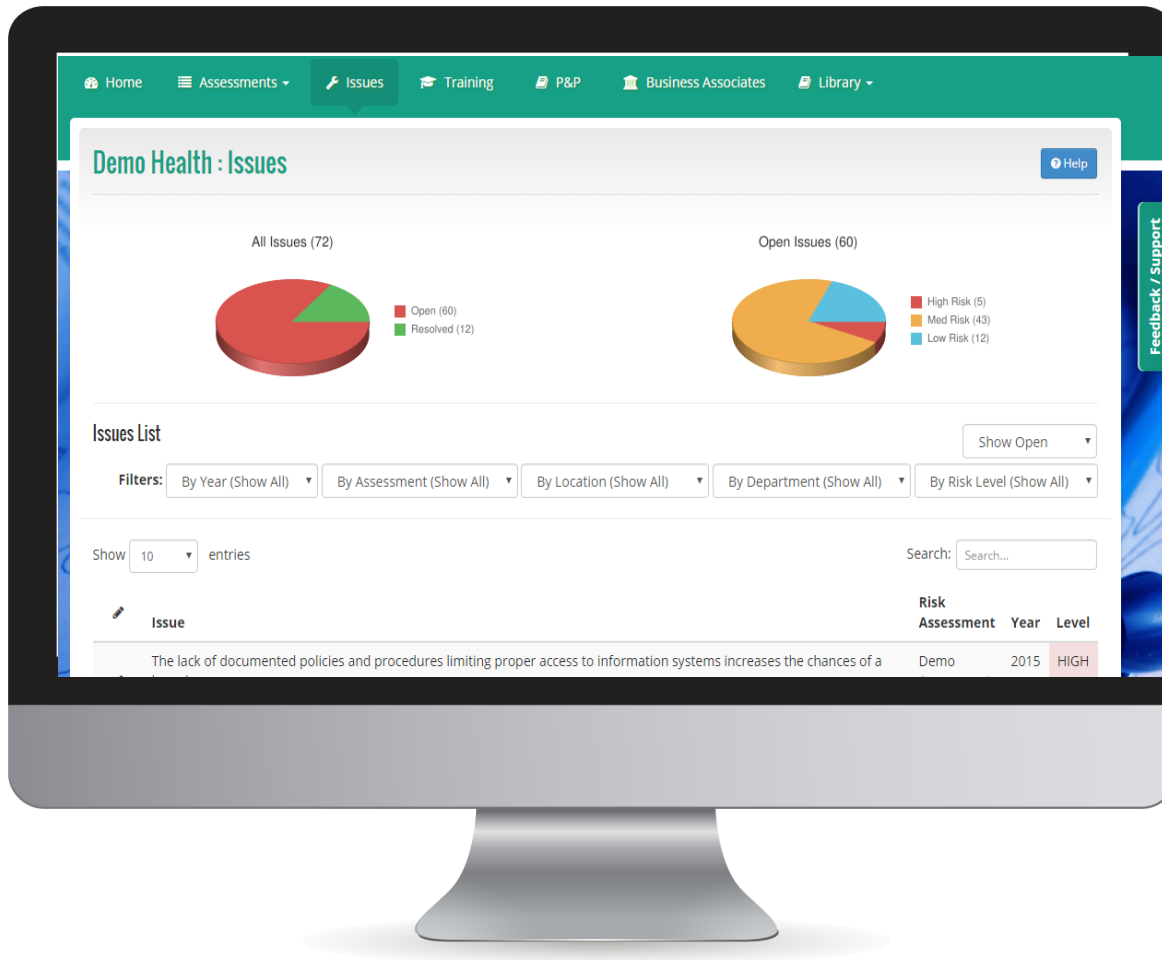 Home Assessments Issues Training P&P Business Associates Library
Demo Health : Issues
Help
Feedback / Support
All Issues (72)
Open (60)
Resolved (12)
Open Issues (60)
High Risk (5)
Med Risk (43)
Low Risk (12)
Issues List
Show Open
Filters: By Year (Show All) By Assessment (Show All) By Location (Show All) By Department (Show All) By Risk Level (Show All)
Show 10 entries
Search: Search...
Issue
Risk
Assessment Year Level
The lack of documented policies and procedures limiting proper access to information systems increases the chances of a
Demo 2015 HIGH